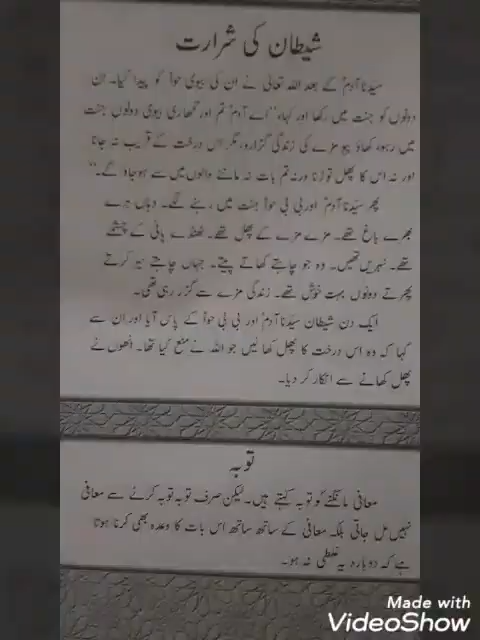 شیطان کی شرارت
سیّدنا آدمؑ کے بعد اللہ تعالیٰ نے ان کی بیوی حواؑ کو پیدا کیا۔ ان
دونوں کو جنت میں رکھا اور کہا، ”اے آدمؑ تم اور تمھاری بیوی دونوں جنت
میں رہو، کھاؤ پیو مزے کی زندگی گزارو، مگر اس درخت کے قریب نہ جانا
اور نہ اس کا پھل توڑنا ورنہ تم بات نہ ماننے والوں میں سے ہو جاؤ گے۔“
پھر سیّدنا آدمؑ اور بی بی حواؑ جنت میں رہنے لگے۔ وہاں ہرے
بھرے باغ تھے۔ مزے مزے کے پھل تھے۔ ٹھنڈے پانی کے چشمے
تھے۔ نہریں تھیں۔ وہ جو چاہتے کھاتے پیتے۔ جہاں چاہتے سیر کرتے
پھرتے دونوں بہت خوش تھے۔ زندگی مزے سے گزر رہی تھی۔
ایک دن شیطان سیّدنا آدمؑ اور بی بی حواؑ کے پاس آیا اور ان سے
کہا کہ وہ اس درخت کا پھل کھا لیں جو اللہ نے منع کیا تھا۔ انھوں نے
پھل کھانے سے انکار کر دیا۔
توبہ
معافی مانگنے کو توبہ کہتے ہیں۔ لیکن صرف توبہ توبہ کرنے سے معافی
نہیں مل جاتی بلکہ معافی کے ساتھ ساتھ اس بات کا وعدہ بھی کرنا ہوتا
ہے کہ دوبارہ یہ غلطی نہ ہو۔
Made with
VideoShow